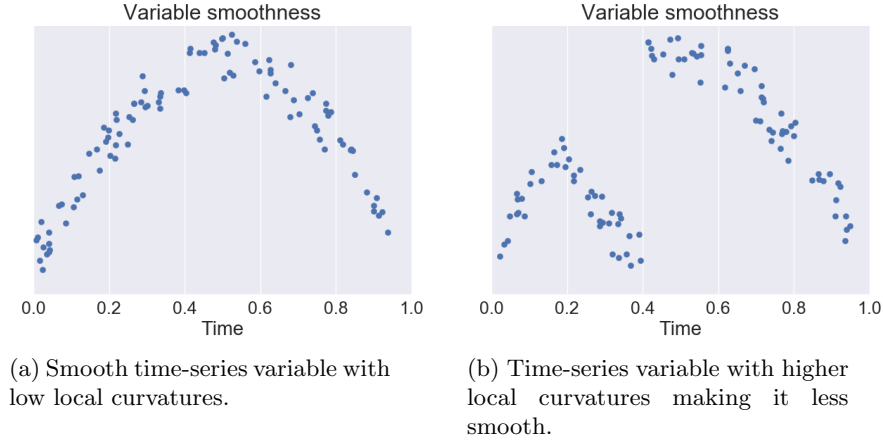 Variable smoothness
0.0 0.2 0.4 0.6 0.8 1.0
Time
(a) Smooth time-series variable with
low local curvatures.
Variable smoothness
0.0 0.2 0.4 0.6 0.8 1.0
Time
(b) Time-series variable with higher
local curvatures making it less
smooth.